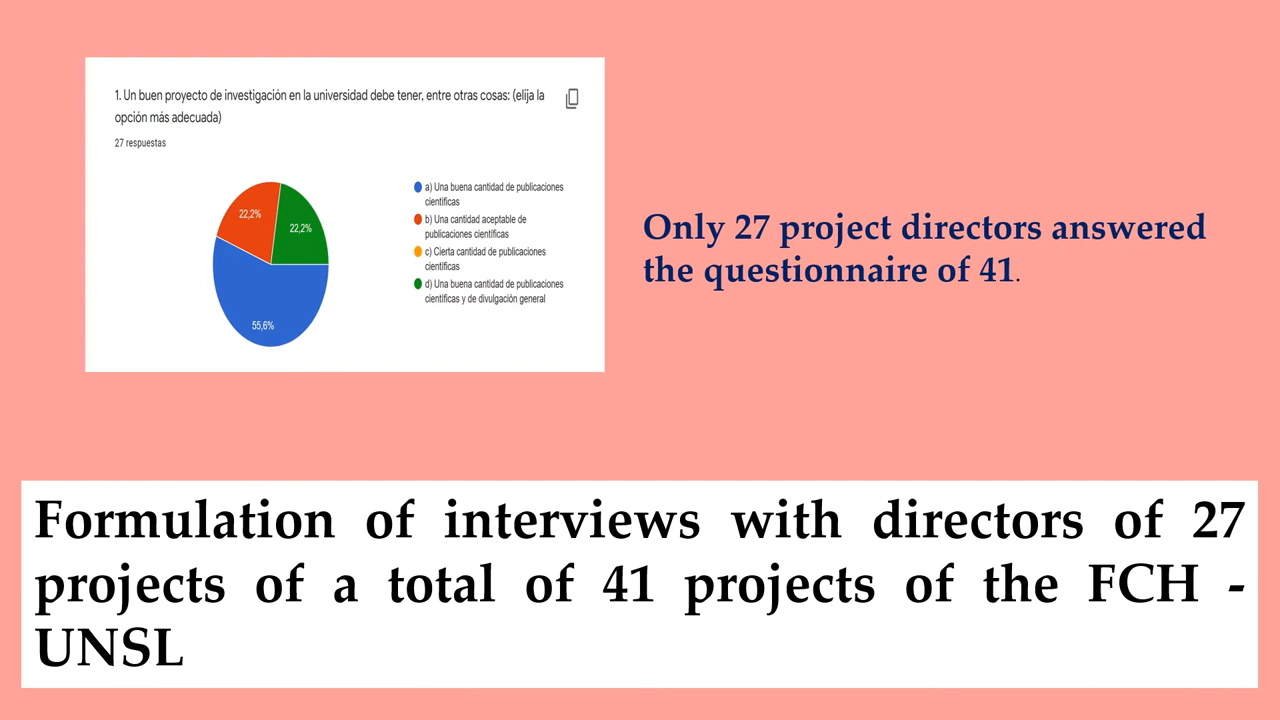 1. Un buen proyecto de investigación en la universidad debe tener, entre otras cosas: (elija la
opción más adecuada)
27 respuestas
22,2%
22,2%
55,6%
a) Una buena cantidad de publicaciones
científicas
b) Una cantidad aceptable de
publicaciones científicas
c) Cierta cantidad de publicaciones
científicas
d) Una buena cantidad de publicaciones
científicas y de divulgación general
Only 27 project directors answered
the questionnaire of 41.
Formulation of interviews with directors of 27
projects of a total of 41 projects of the FCH -
UNSL